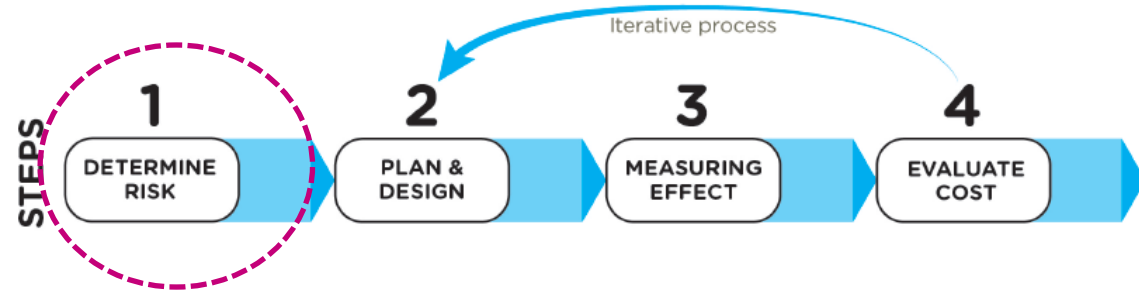 Iterative process
STEPS
1
DETERMINE
RISK
2
PLAN &
DESIGN
3
MEASURING
EFFECT
4
EVALUATE
COST